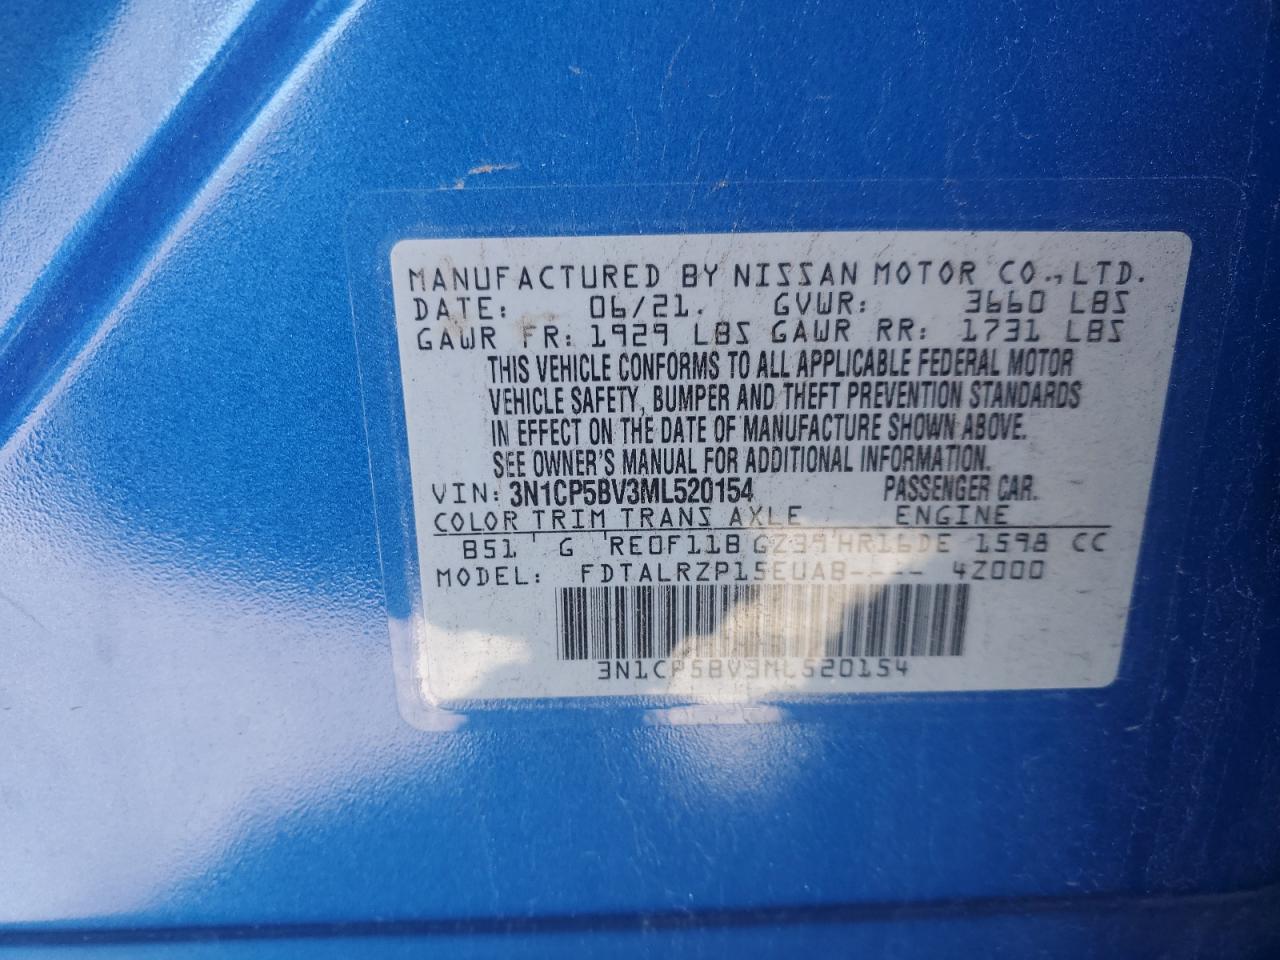 MANUFACTURED BY NISSAN MOTOR CO.,LTD.
DATE: 06/21. GVWR: 3660 LBS
GAWR FR: 1929 LBS GAWR RR: 1731 LBS
THIS VEHICLE CONFORMS TO ALL APPLICABLE FEDERAL MOTOR
VEHICLE SAFETY, BUMPER AND THEFT PREVENTION STANDARDS
IN EFFECT ON THE DATE OF MANUFACTURE SHOWN ABOVE.
SEE OWNER'S MANUAL FOR ADDITIONAL INFORMATION.
VIN: 3N1CP5BV3ML520154 PASSENGER CAR.
COLOR TRIM TRANS AXLE ENGINE
B51 G RE0F11B GZ39 HR16DE 1598 CC
MODEL: FDTALRZP15EUAB---- 4Z000
3N1CP5BV3ML520154